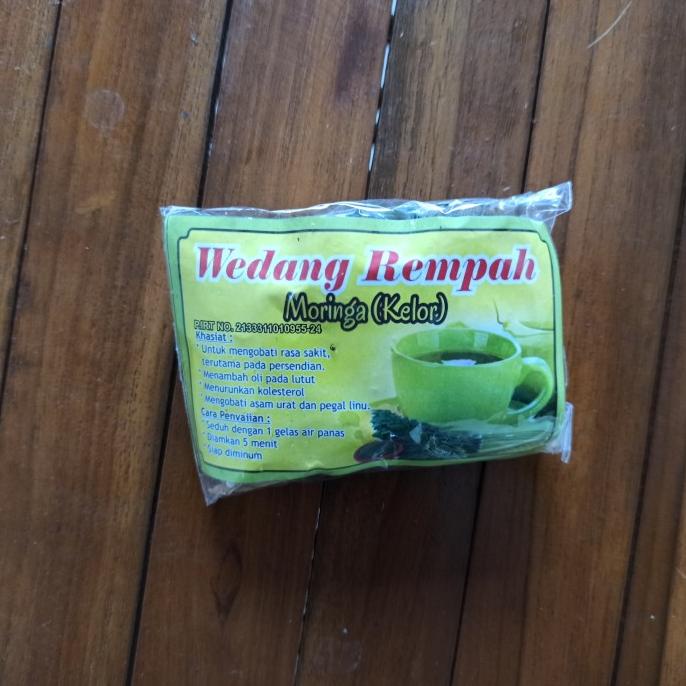 Wedang Rempah
Moringa (Kelor)
P.IRT NO. 2133311010955-24
Khasiat :
* Untuk mengobati rasa sakit,
terutama pada persendian.
* Menambah oli pada lutut
* Menurunkan kolesterol
* Mengobati asam urat dan pegal linu.
Cara Penyajian :
* Seduh dengan 1 gelas air panas
* Diamkan 5 menit
* Siap diminum